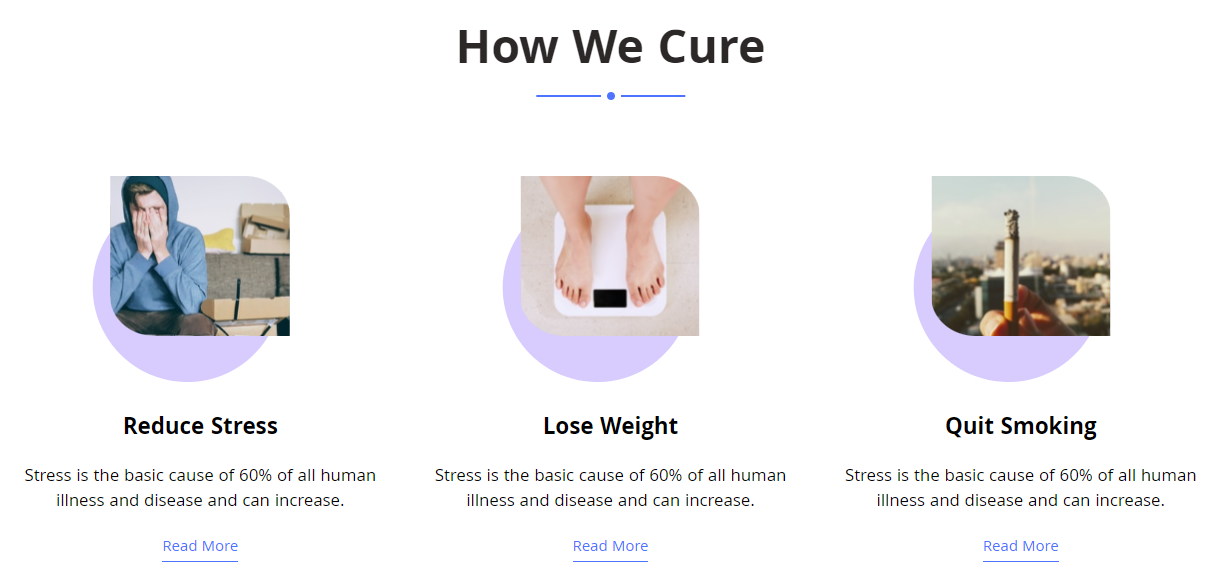 How We Cure
Reduce Stress
Stress is the basic cause of 60% of all human
illness and disease and can increase.
Read More
Lose Weight
Stress is the basic cause of 60% of all human
illness and disease and can increase.
Read More
Quit Smoking
Stress is the basic cause of 60% of all human
illness and disease and can increase.
Read More